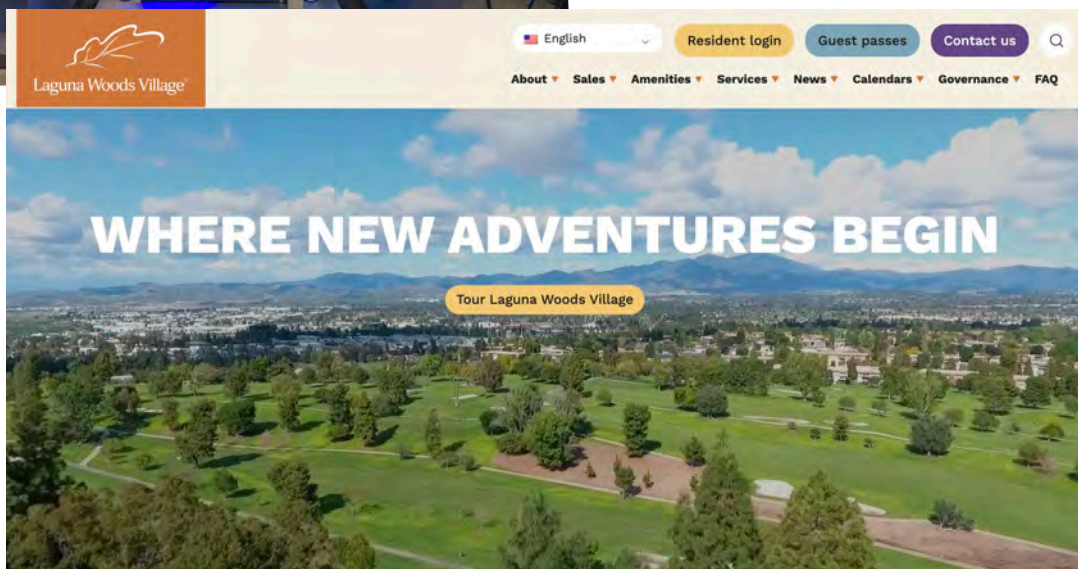 English
Resident login
Guest passes
Contact us
Laguna Woods Village®
About
Sales
Amenities
Services
News
Calendars
Governance
FAQ
WHERE NEW ADVENTURES BEGIN
Tour Laguna Woods Village